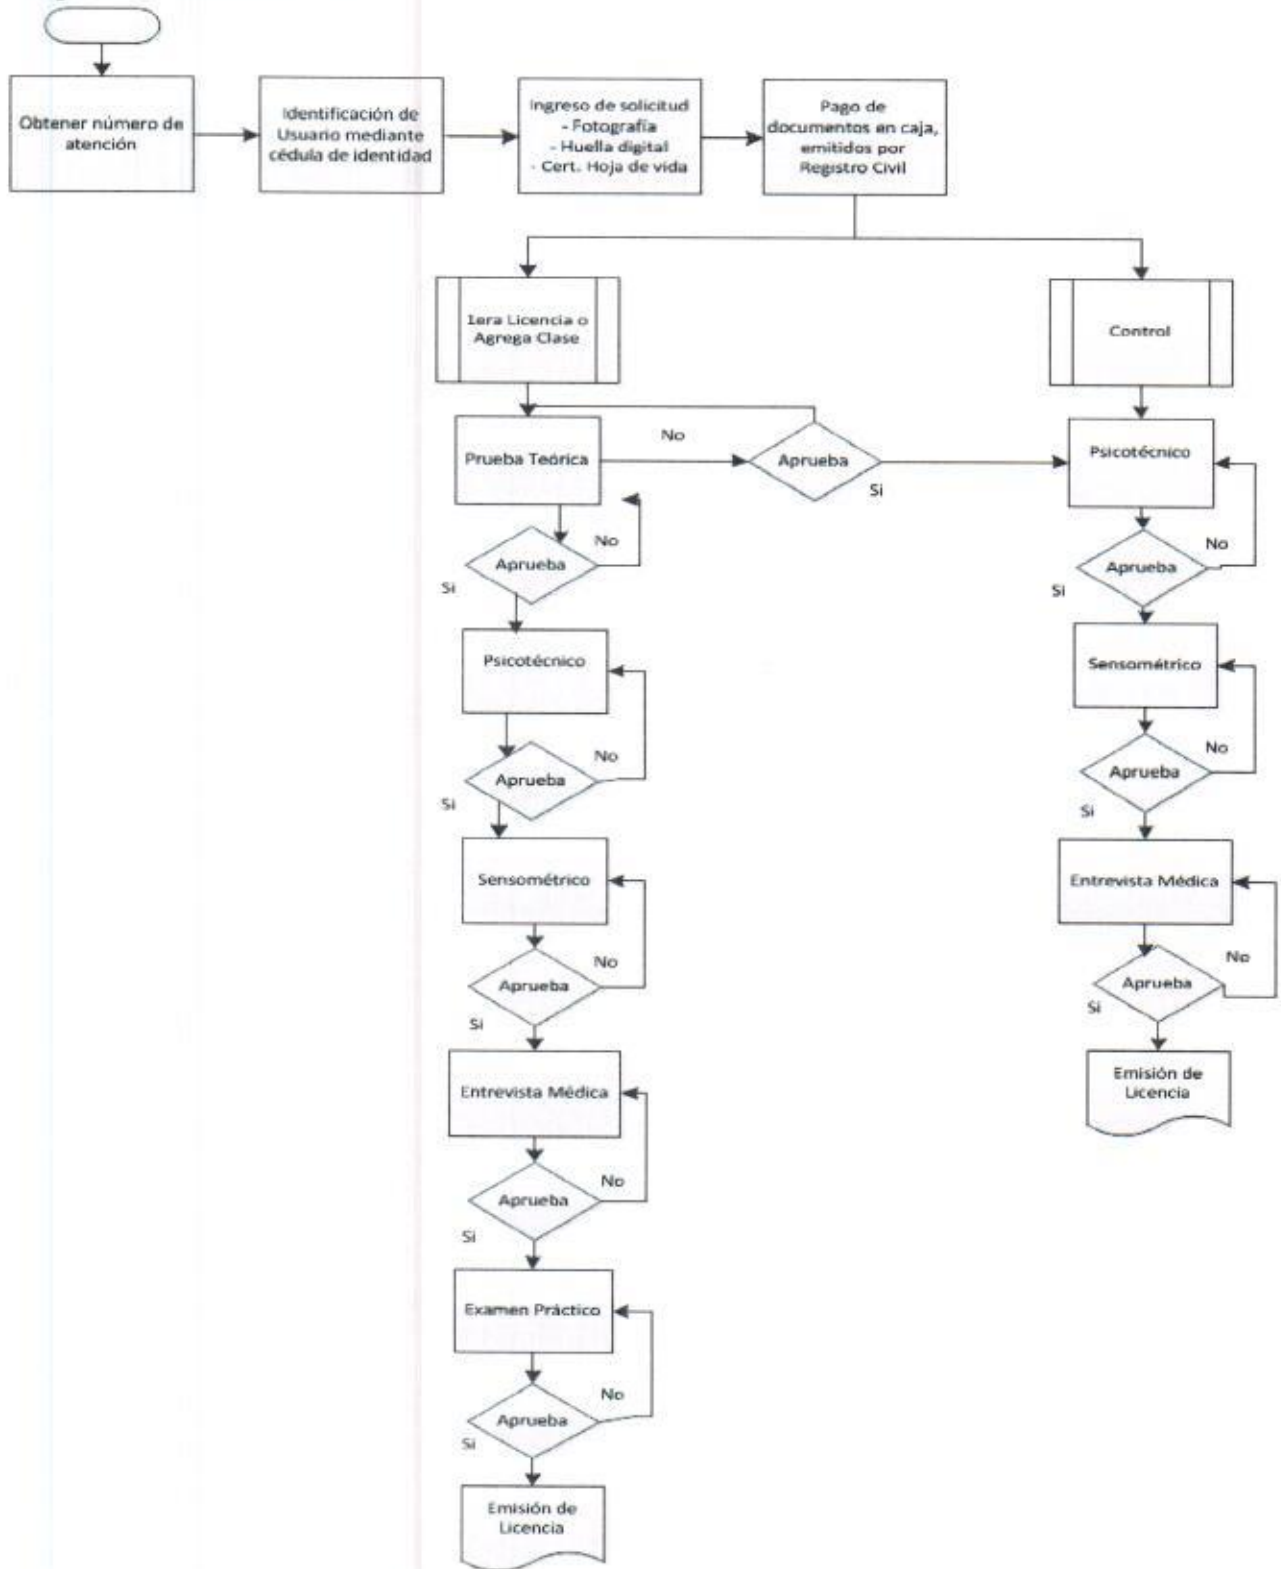 Obtener número de
atención
Identificación de
Usuario mediante
cédula de identidad
Ingreso de solicitud
- Fotografía
- Huella digital
- Cert. Hoja de vida
Pago de
documentos en caja,
emitidos por
Registro Civil
1era Licencia o
Agrega Clase
Control
Prueba Teórica
No
Aprueba
Si
Psicotécnico
Aprueba
No
Si
Aprueba
No
Si
Psicotécnico
Sensométrico
Aprueba
No
Si
Aprueba
No
Si
Sensométrico
Entrevista Médica
Aprueba
No
Si
Aprueba
No
Si
Entrevista Médica
Emisión de
Licencia
Aprueba
No
Si
Examen Práctico
Aprueba
No
Si
Emisión de
Licencia